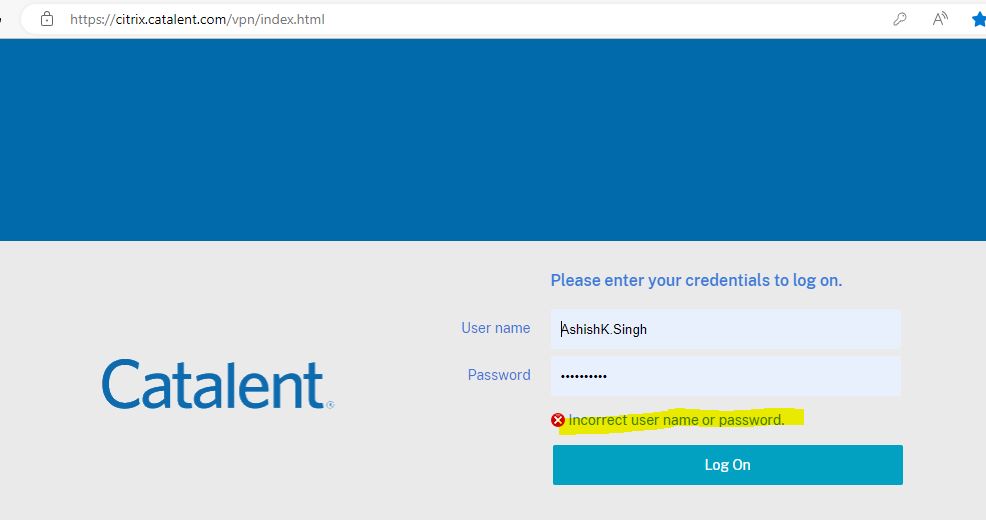 https://citrix.catalent.com/vpn/index.html
Please enter your credentials to log on.
User name
AshishK.Singh
Password
••••••••••
Incorrect user name or password.
Log On
Catalent®